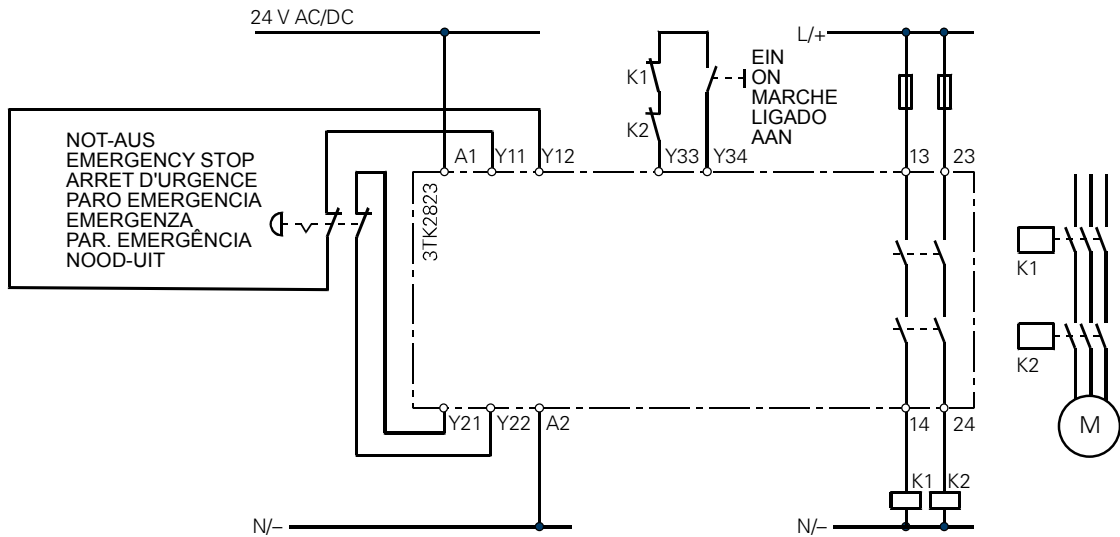 24 V AC/DC
L/+
K1
K2
EIN
ON
MARCHE
LIGADO
AAN
NOT-AUS
EMERGENCY STOP
ARRET D'URGENCE
PARO EMERGENCIA
EMERGENZA
PAR. EMERGÊNCIA
NOOD-UIT
A1 Y11 Y12
Y33 Y34
13 23
3TK2823
K1
K2
M
Y21 Y22 A2
14 24
K1 K2
N/–
N/–